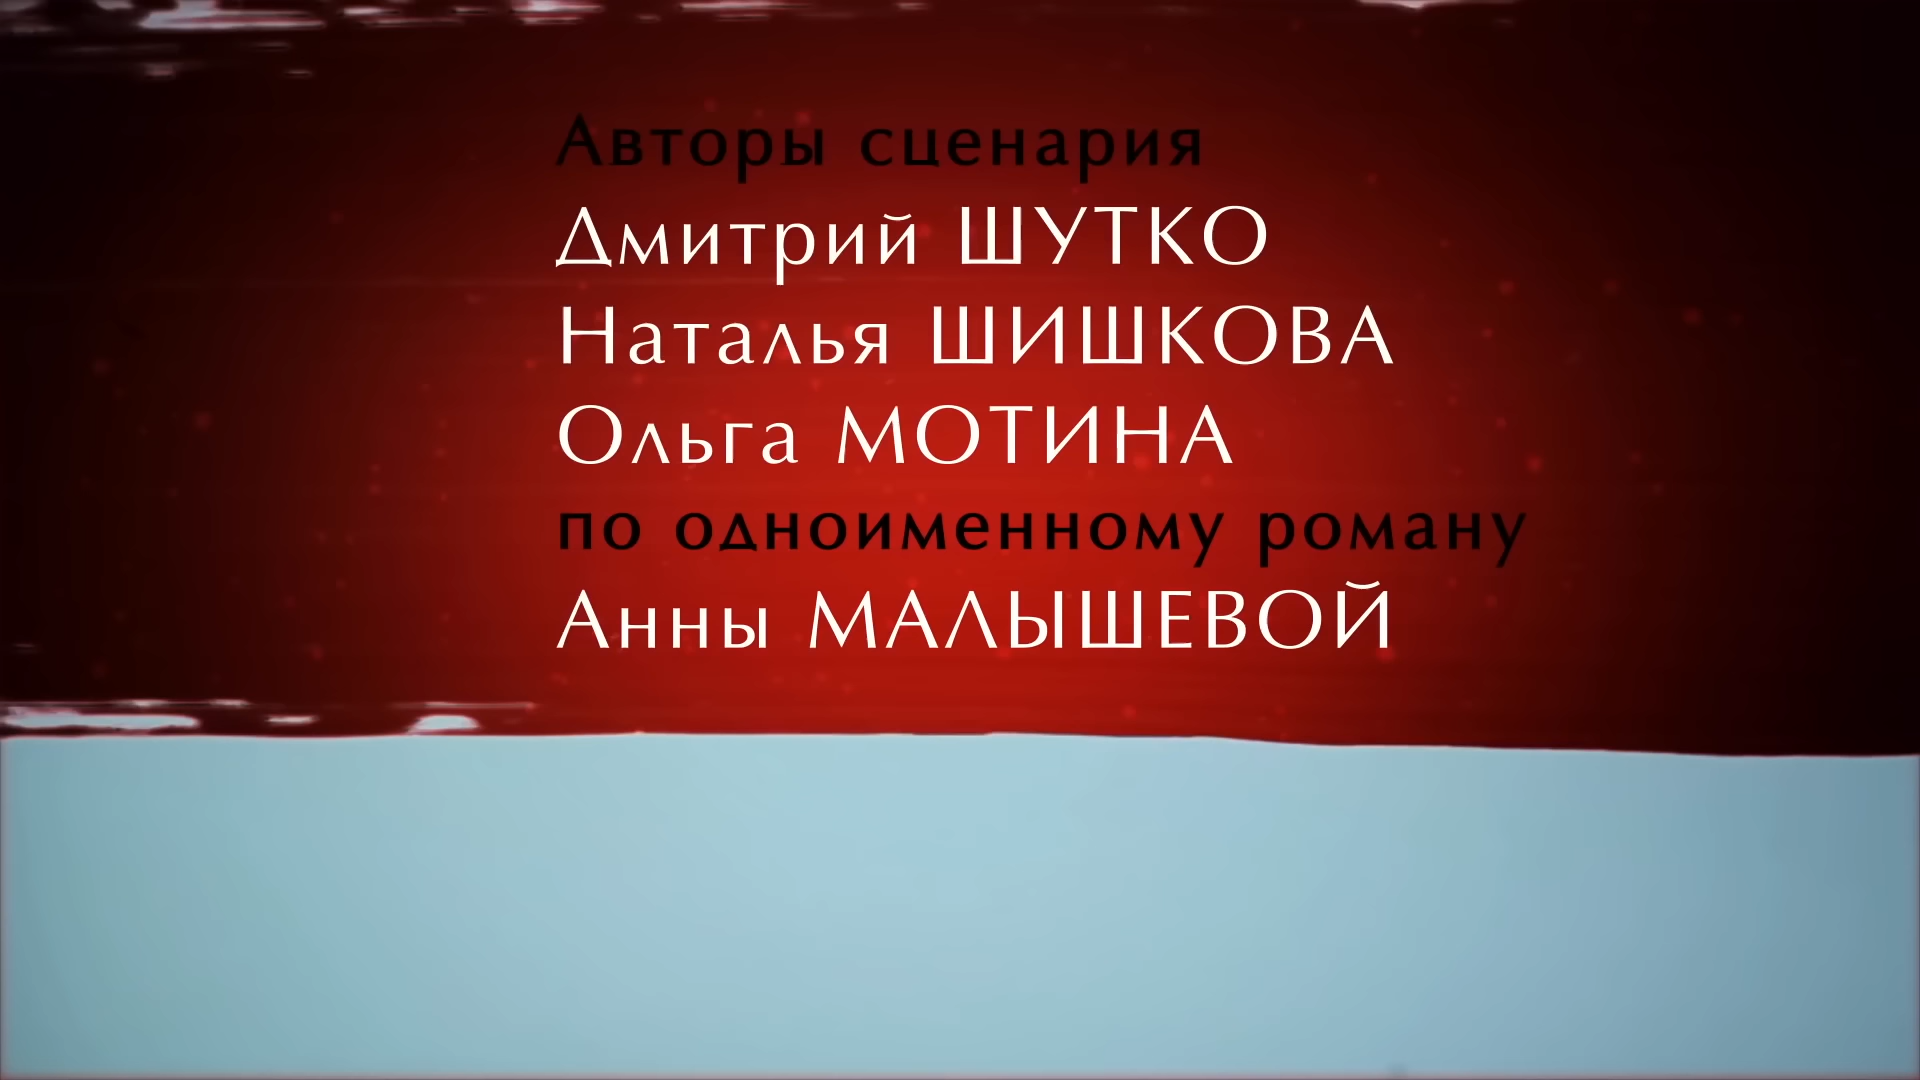 Авторы сценария
Дмитрий ШУТКО
Наталья ШИШКОВА
Ольга МОТИНА
по одноименному роману
Анны МАЛЫШЕВОЙ